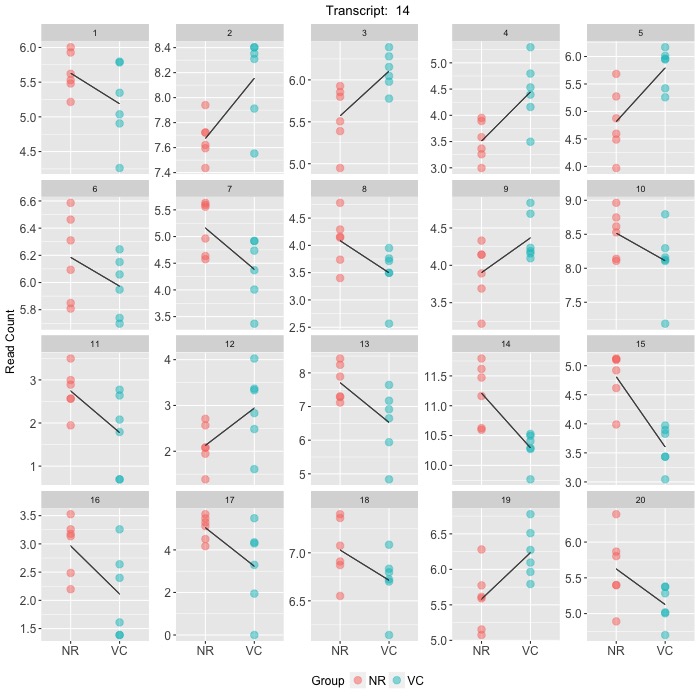 Transcript: 14
1 2 3 4 5
6.0 8.4 6.0 5.0 6.0
5.5 8.2 4.5 5.5
5.0 8.0 5.5 4.0 5.0
4.5 7.8 7.6 7.4 5.0 3.5 3.0 4.5 4.0
6 7 8 9 10
6.6 5.5 4.5 4.5 9.0
6.4 5.0 4.0 8.5
6.2 4.5 3.5 4.0 8.0
6.0 4.0 3.0 3.5 7.5
5.8 3.5 2.5
Read Count
11 12 13 14 15
3 4 8 11.5 5.0
2 3 7 11.0 4.5
1 2 6 10.5 4.0
5 10.0 3.5
3.0
16 17 18 19 20
3.5 4 7.0 6.5 6.0
3.0 2 6.5 6.0 5.5
2.5 0 5.5 5.0
2.0 5.0
1.5
NR VC NR VC NR VC NR VC NR VC
Group NR VC